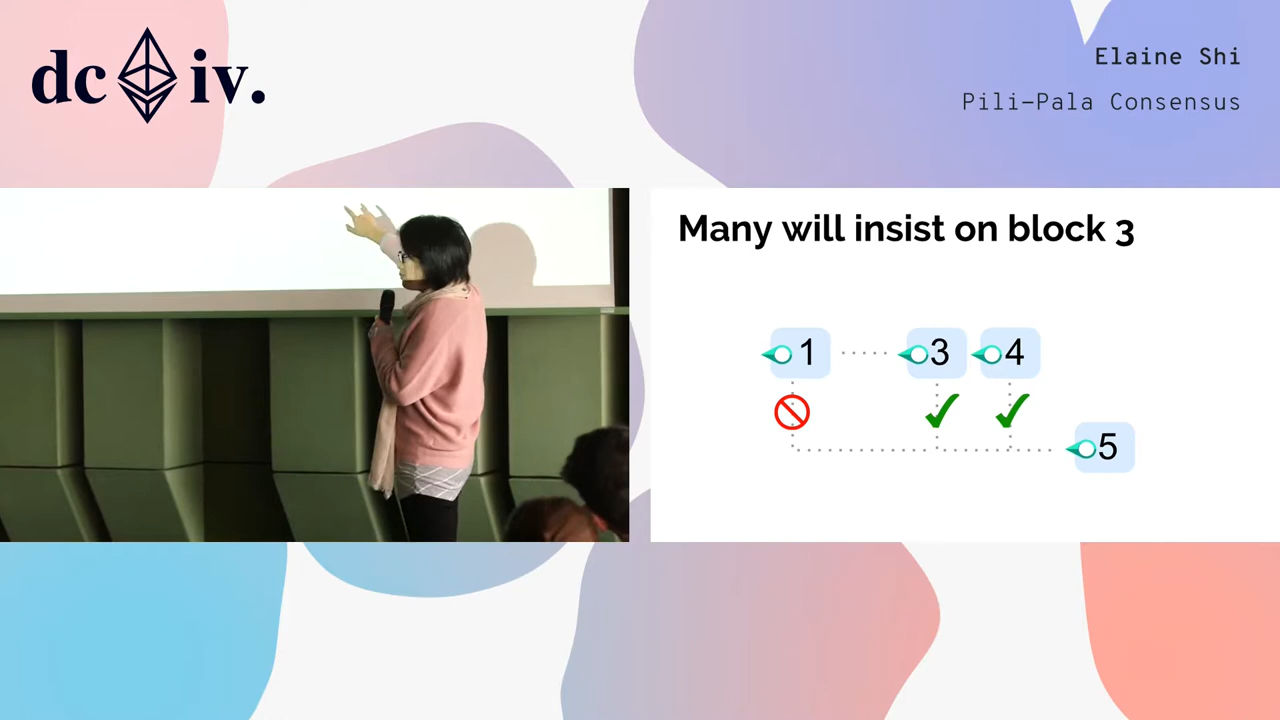 dc iv.
Elaine Shi
Pili-Pala Consensus
Many will insist on block 3
1
3
4
5